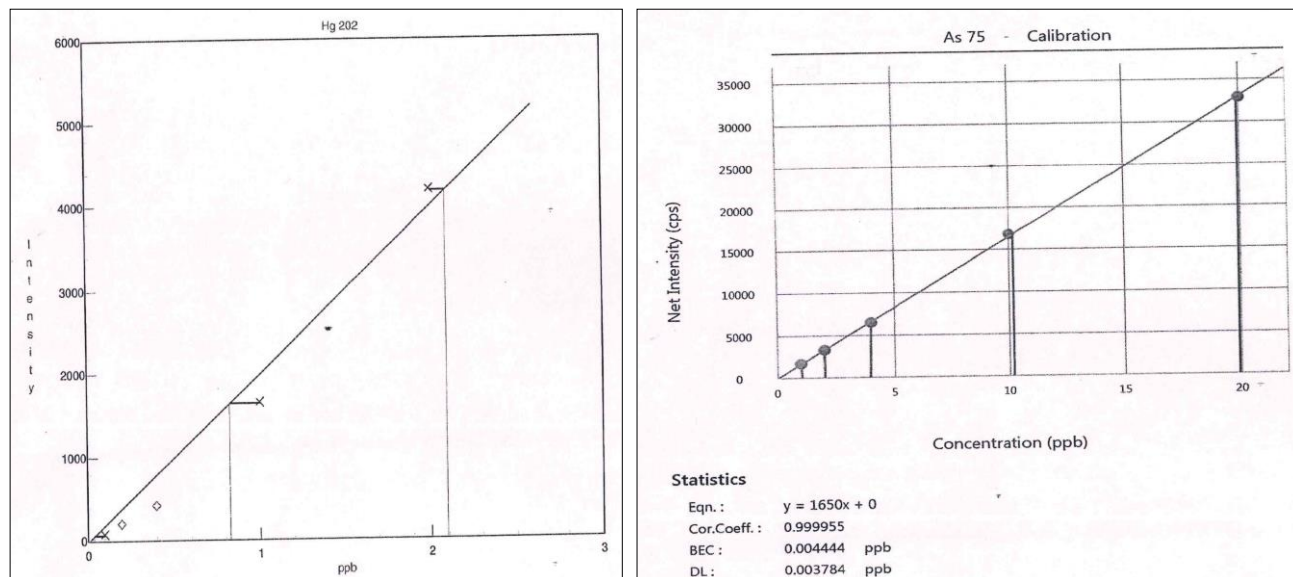 Hg 202
6000
5000
4000
3000
2000
1000
0
Intensity
0 1 2 3
ppb
As 75 - Calibration
35000
30000
25000
20000
15000
10000
5000
0
Net Intensity (cps)
0 5 10 15 20
Concentration (ppb)
Statistics
Eqn. : y = 1650x + 0
Cor.Coeff. : 0.999955
BEC : 0.004444 ppb
DL : 0.003784 ppb